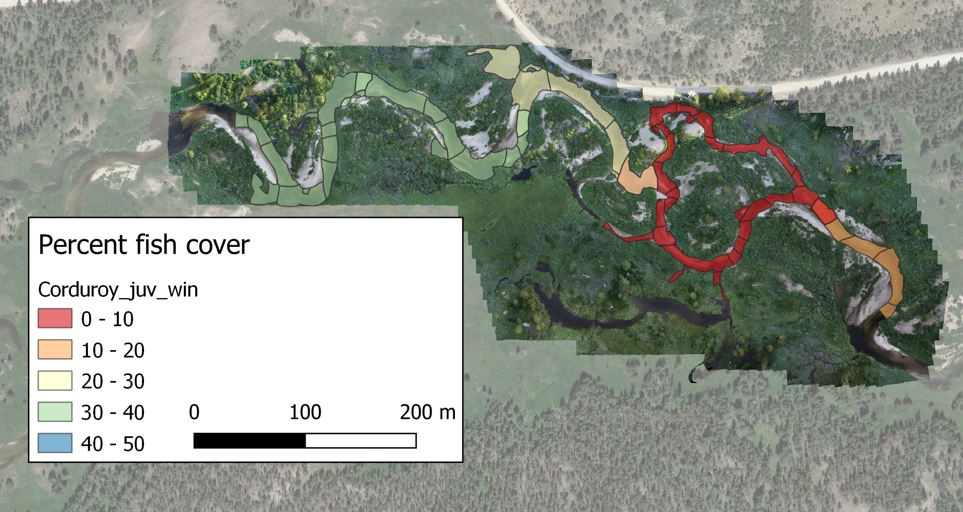 Percent fish cover
Corduroy_juv_win
0 - 10
10 - 20
20 - 30
30 - 40
40 - 50
0 100 200 m